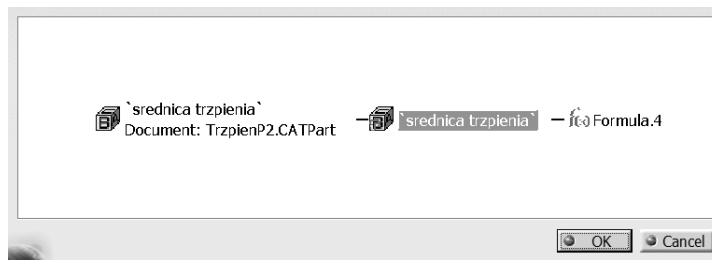 `srednica trzpienia`
Document: TrzpienP2.CATPart
`srednica trzpienia`
Formula.4
OK
Cancel